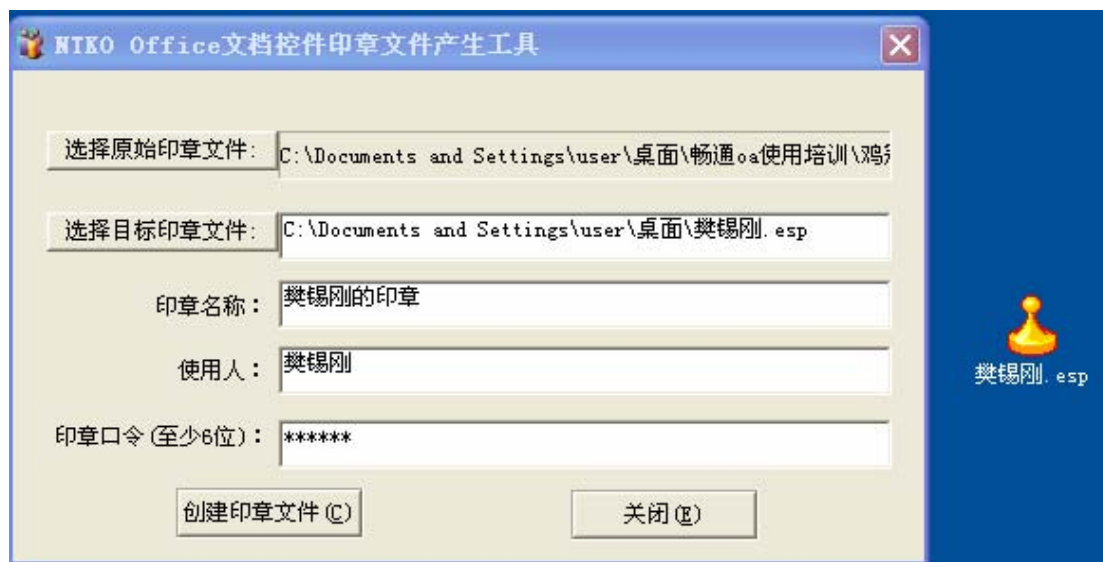 NTKO Office文档控件印章文件产生工具
选择原始印章文件: C:\Documents and Settings\user\桌面\畅通oa使用培训\鸡
选择目标印章文件: C:\Documents and Settings\user\桌面\樊锡刚.esp
印章名称: 樊锡刚的印章
使用人: 樊锡刚
樊锡刚.esp
印章口令(至少6位): ******
创建印章文件(C) 关闭(E)